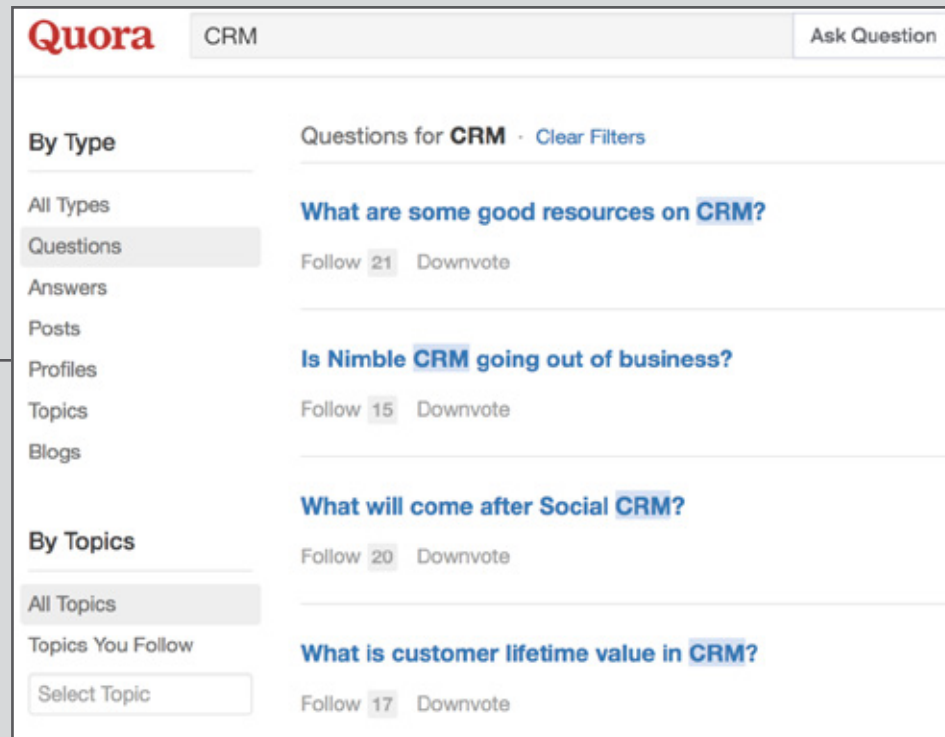 Quora CRM Ask Question
By Type
All Types
Questions
Answers
Posts
Profiles
Topics
Blogs
By Topics
All Topics
Topics You Follow
Select Topic
Questions for CRM · Clear Filters
What are some good resources on CRM?
Follow 21 Downvote
Is Nimble CRM going out of business?
Follow 15 Downvote
What will come after Social CRM?
Follow 20 Downvote
What is customer lifetime value in CRM?
Follow 17 Downvote